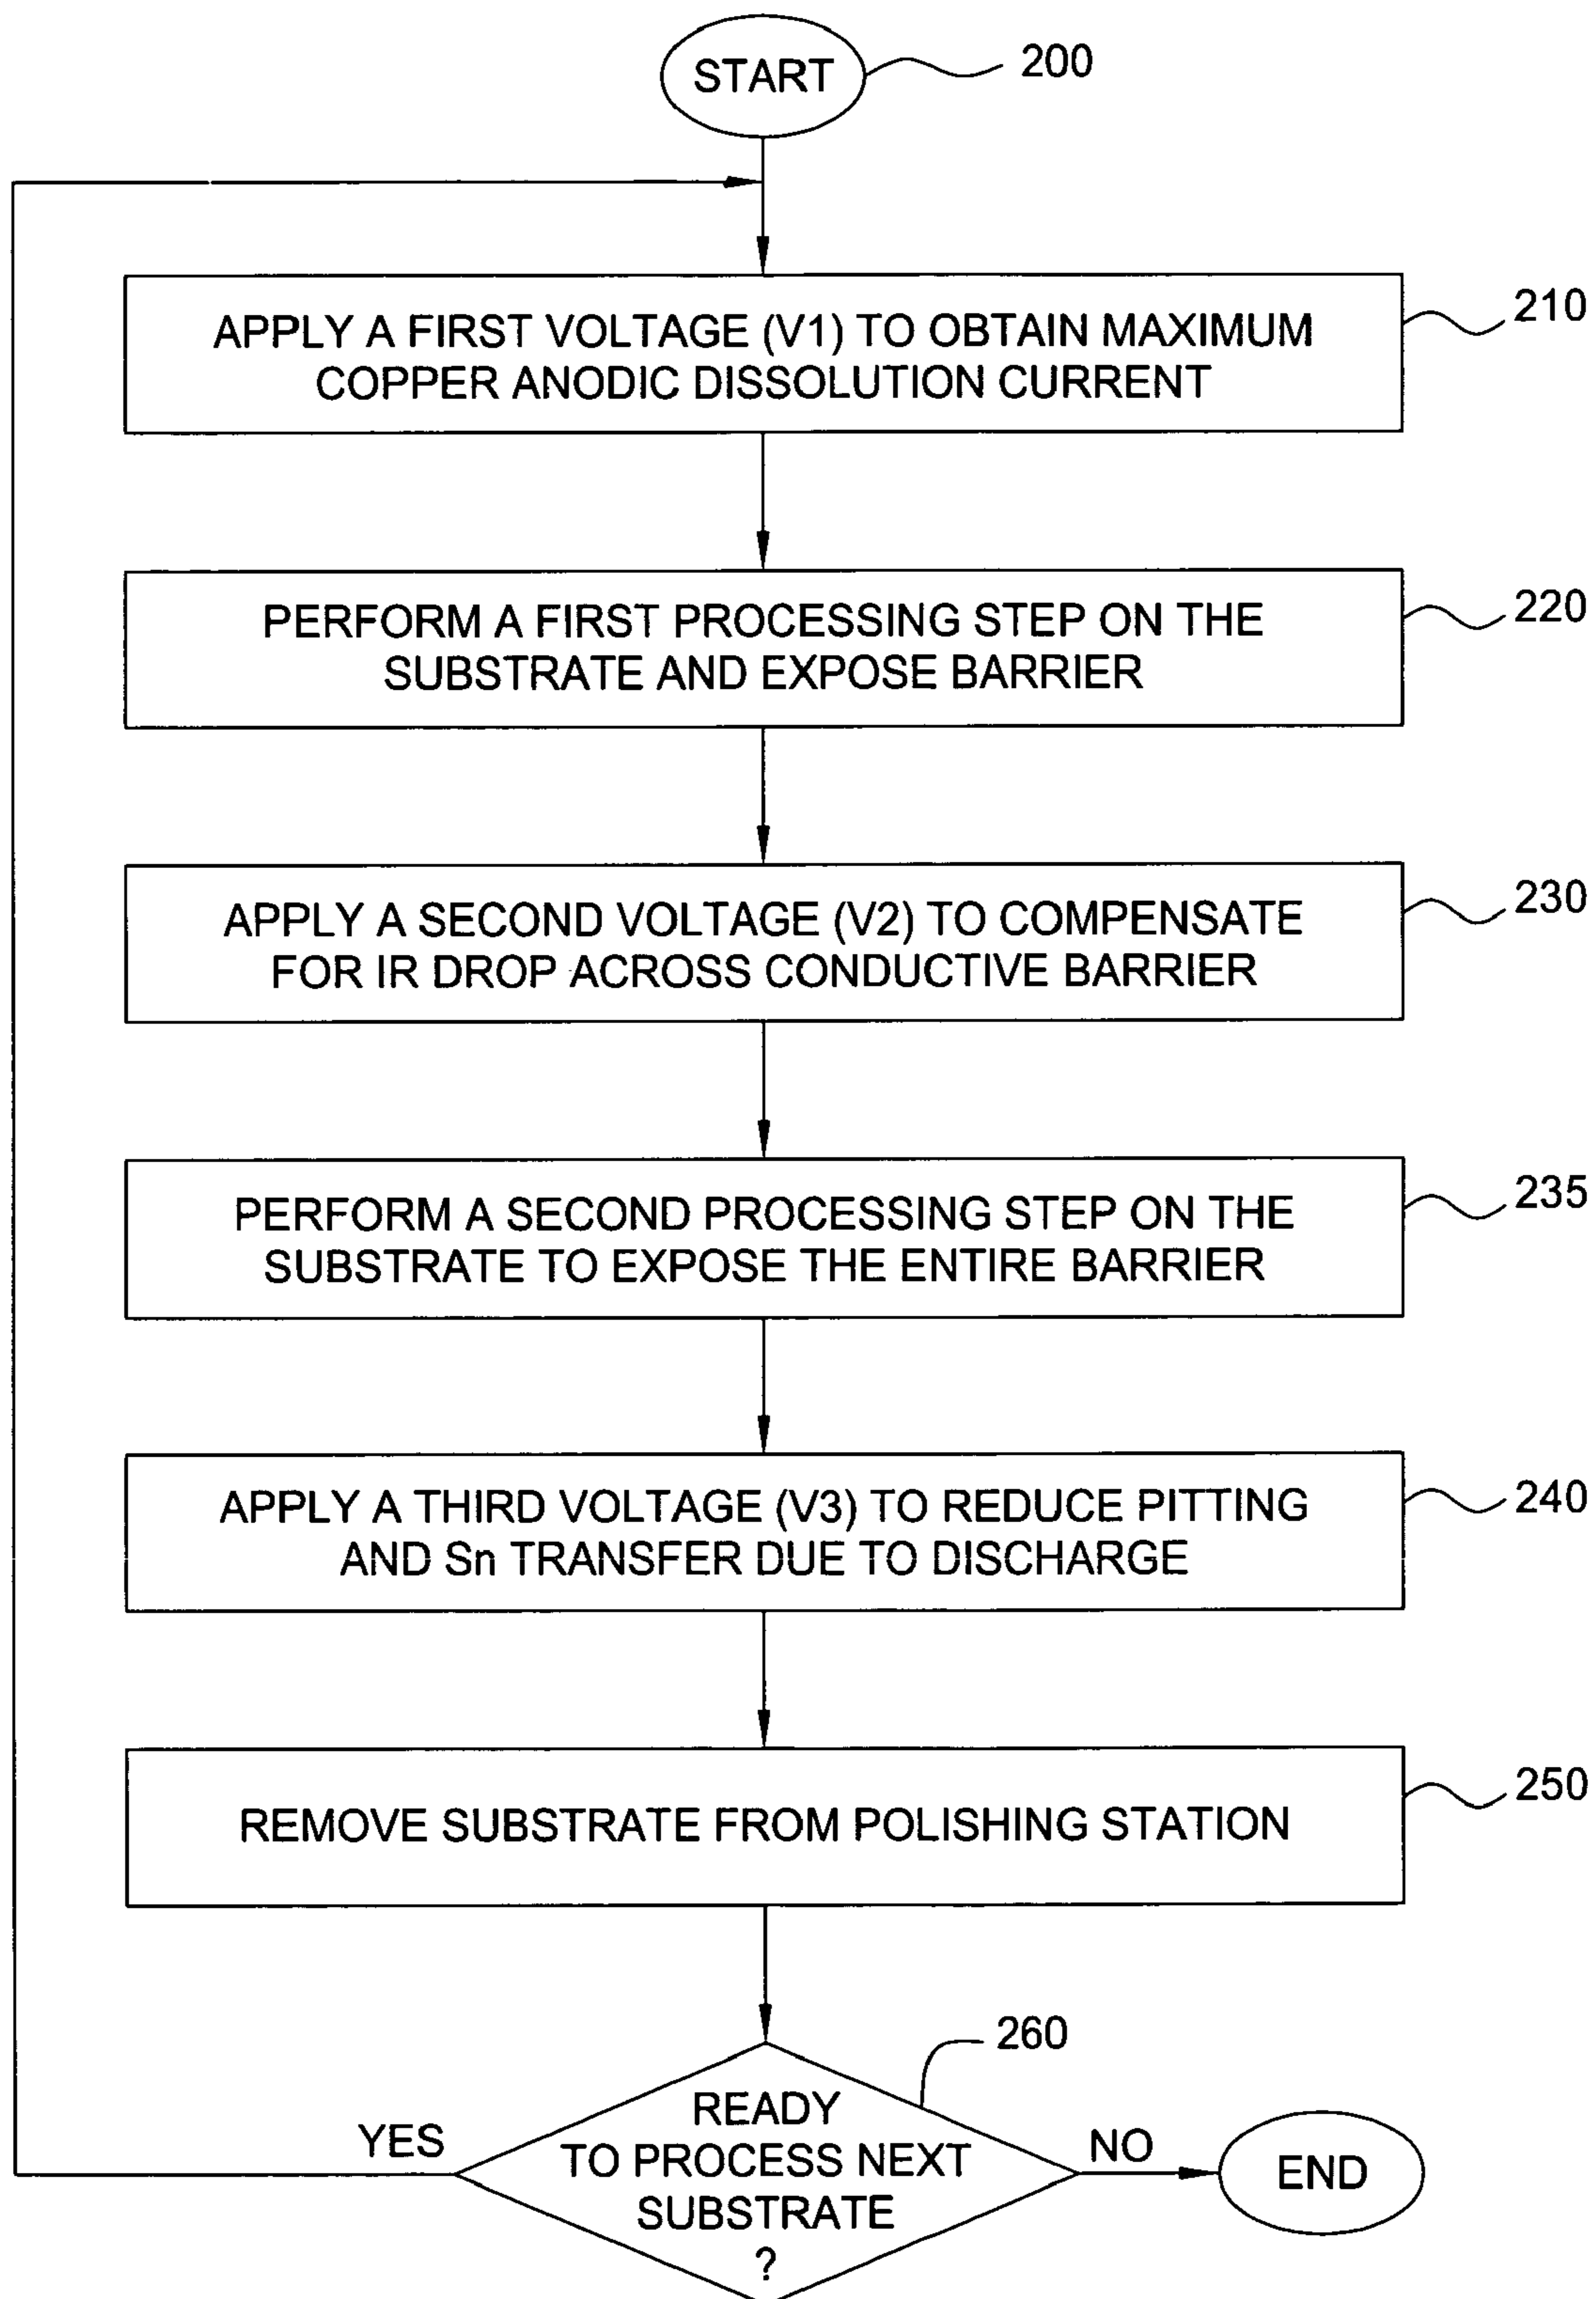 START
200
APPLY A FIRST VOLTAGE (V1) TO OBTAIN MAXIMUM
COPPER ANODIC DISSOLUTION CURRENT
210
PERFORM A FIRST PROCESSING STEP ON THE
SUBSTRATE AND EXPOSE BARRIER
220
APPLY A SECOND VOLTAGE (V2) TO COMPENSATE
FOR IR DROP ACROSS CONDUCTIVE BARRIER
230
PERFORM A SECOND PROCESSING STEP ON THE
SUBSTRATE TO EXPOSE THE ENTIRE BARRIER
235
APPLY A THIRD VOLTAGE (V3) TO REDUCE PITTING
AND Sn TRANSFER DUE TO DISCHARGE
240
REMOVE SUBSTRATE FROM POLISHING STATION
250
260
READY
TO PROCESS NEXT
SUBSTRATE
?
YES
NO
END